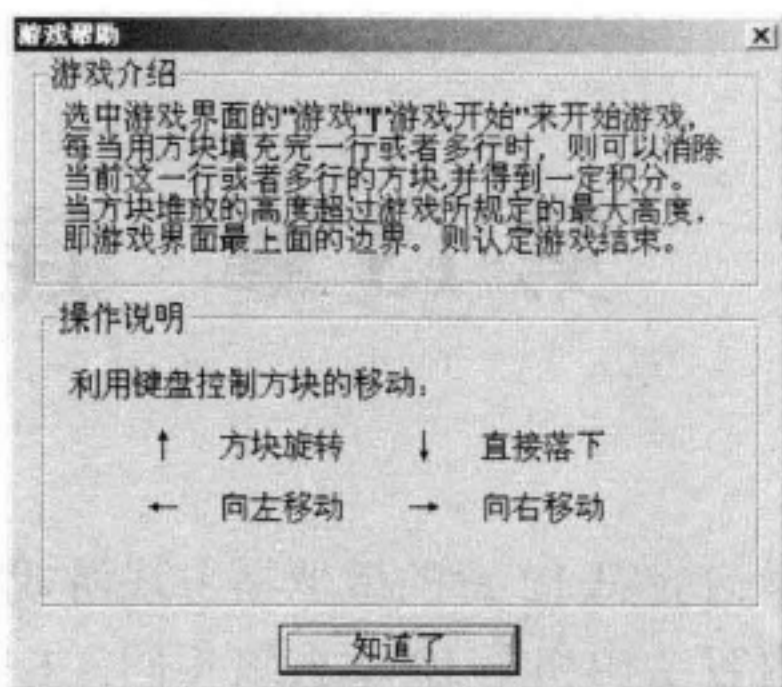 游戏帮助
游戏介绍
选中游戏界面的"游戏"|"游戏开始"来开始游戏，
每当用方块填充完一行或者多行时，则可以消除
当前这一行或者多行的方块,并得到一定积分。
当方块堆放的高度超过游戏所规定的最大高度，
即游戏界面最上面的边界。则认定游戏结束。
操作说明
利用键盘控制方块的移动：
↑ 方块旋转 ↓ 直接落下
← 向左移动 → 向右移动
知道了